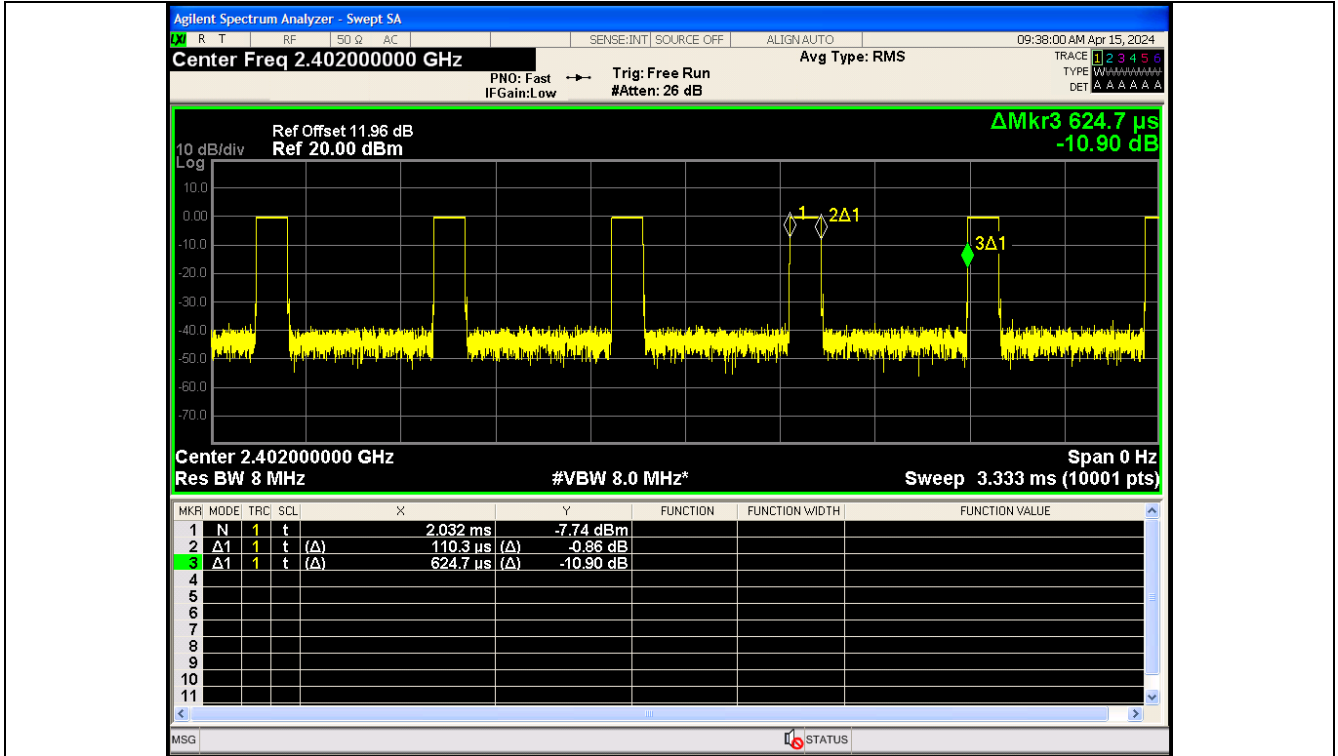 Agilent Spectrum Analyzer - Swept SA
LXI R T RF 50 Ω AC SENSE:INT SOURCE OFF ALIGNAUTO 09:38:00 AM Apr 15, 2024
Center Freq 2.402000000 GHz Avg Type: RMS TRACE 1 2 3 4 5 6
PNO: Fast Trig: Free Run TYPE WWWWWW
IFGain:Low #Atten: 26 dB DET A A A A A A
ΔMkr3 624.7 µs
Ref Offset 11.96 dB
10 dB/div Ref 20.00 dBm -10.90 dB
Log
10.0
0.00 1 2Δ1
-10.0 3Δ1
-20.0
-30.0
-40.0
-50.0
-60.0
-70.0
Center 2.402000000 GHz Span 0 Hz
Res BW 8 MHz #VBW 8.0 MHz* Sweep 3.333 ms (10001 pts)
MKR MODE TRC SCL X Y FUNCTION FUNCTION WIDTH FUNCTION VALUE
1 N 1 t 2.032 ms -7.74 dBm
2 Δ1 1 t (Δ) 110.3 µs (Δ) -0.86 dB
3 Δ1 1 t (Δ) 624.7 µs (Δ) -10.90 dB
4
5
6
7
8
9
10
11
MSG STATUS